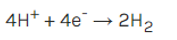 4H⁺ + 4e⁻ → 2H₂